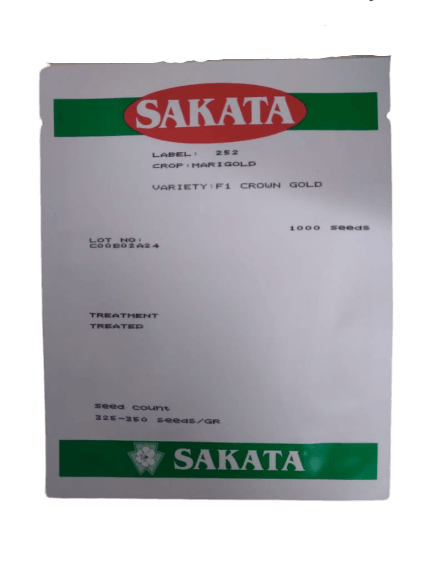 SAKATA
LABEL: 252
CROP:MARIGOLD
VARIETY:F1 CROWN GOLD
1000 seeds
LOT NO:
C00B02A24
TREATMENT
TREATED
seed count
325-350 seeds/GR
SAKATA